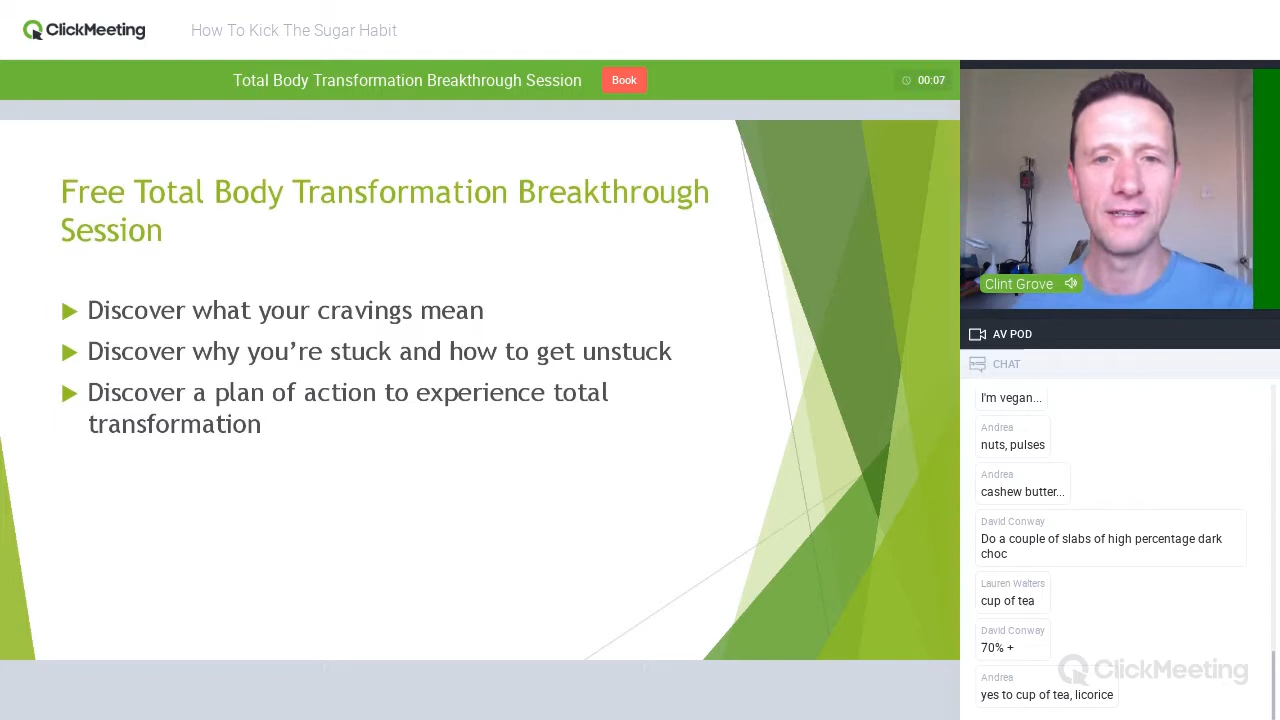 ClickMeeting
How To Kick The Sugar Habit
Total Body Transformation Breakthrough Session
Book
00:07
Free Total Body Transformation Breakthrough
Session
Discover what your cravings mean
Discover why you’re stuck and how to get unstuck
Discover a plan of action to experience total
transformation
Clint Grove
AV POD
CHAT
I'm vegan...
Andrea
nuts, pulses
Andrea
cashew butter...
David Conway
Do a couple of slabs of high percentage dark
choc
Lauren Walters
cup of tea
David Conway
70% +
Andrea
yes to cup of tea, licorice
ClickMeeting